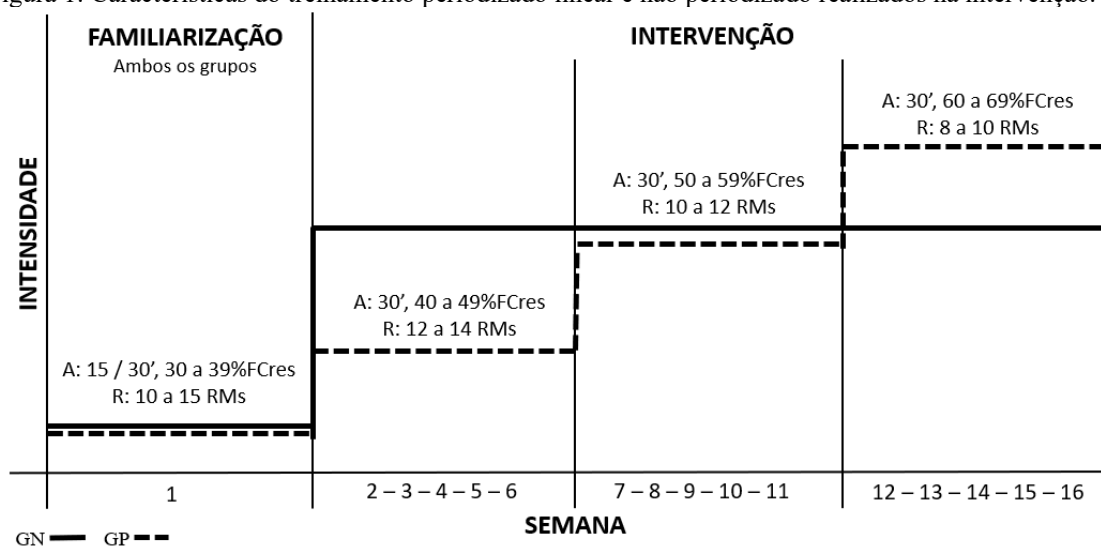 Figura 1. Características do treinamento periodizado linear e não periodizado realizados na intervenção.
FAMILIARIZAÇÃO
Ambos os grupos
INTERVENÇÃO
A: 30’, 60 a 69%FCres
R: 8 a 10 RMs
A: 30’, 50 a 59%FCres
R: 10 a 12 RMs
A: 30’, 40 a 49%FCres
R: 12 a 14 RMs
A: 15 / 30’, 30 a 39%FCres
R: 10 a 15 RMs
INTENSIDADE
1
2 – 3 – 4 – 5 – 6
7 – 8 – 9 – 10 – 11
12 – 13 – 14 – 15 – 16
SEMANA
GN
GP